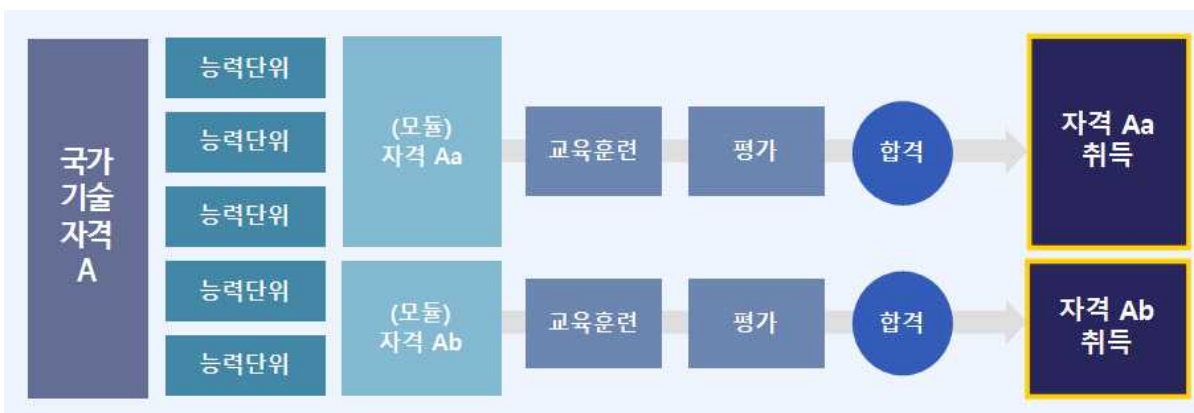 국가
기술
자격
A
능력단위
능력단위
능력단위
능력단위
능력단위
(모듈)
자격 Aa
교육훈련
평가
합격
자격 Aa
취득
(모듈)
자격 Ab
교육훈련
평가
합격
자격 Ab
취득